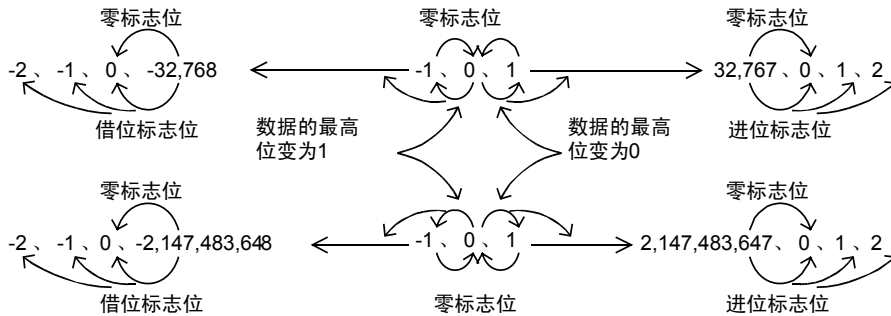 零标志位 零标志位 零标志位
-2、-1、0、-32,768 -1、0、1 32,767、0、1、2
借位标志位 数据的最高 数据的最高 进位标志位
位变为1 位变为0
零标志位 零标志位
-2、-1、0、-2,147,483,648 -1、0、1 2,147,483,647、0、1、2
借位标志位 零标志位 进位标志位